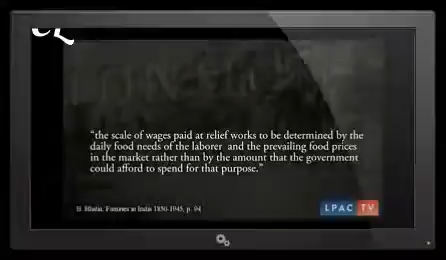 "the scale of wages paid at relief works to be determined by the
daily food needs of the laborer and the prevailing food prices
in the market rather than by the amount that the government
could afford to spend for that purpose."
B. Bhatia, Famines in India 1850-1945, p. 94
LPAC TV